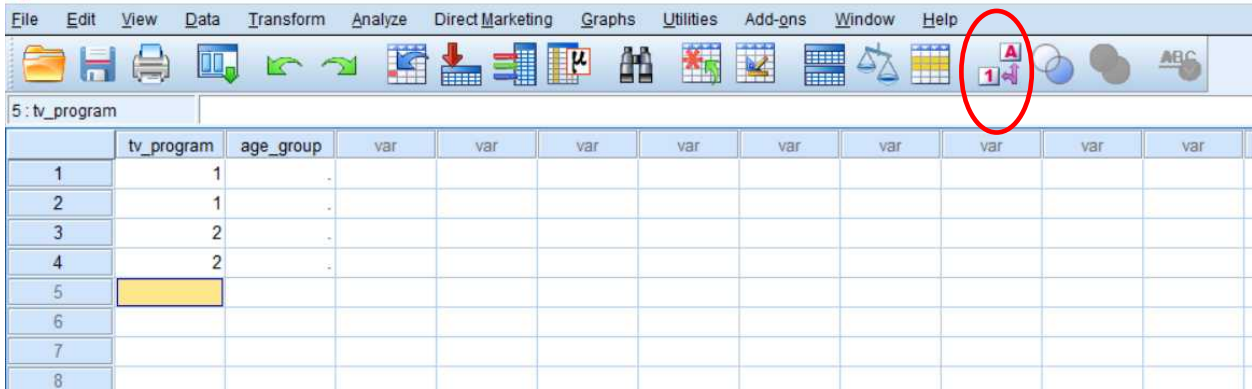 File Edit View Data Transform Analyze Direct Marketing Graphs Utilities Add-ons Window Help
μ A 1 ABC
5 : tv_program
tv_program age_group var var var var var var var var var
1 1 .
2 1 .
3 2 .
4 2 .
5
6
7
8